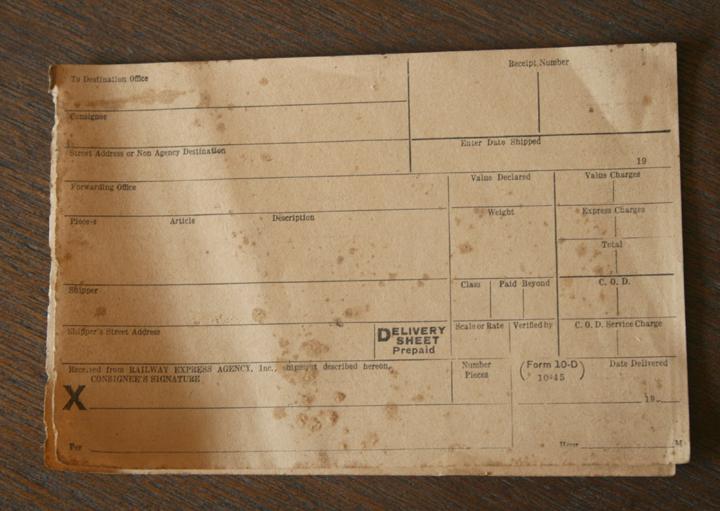 To Destination Office
Receipt Number
Consignee
Street Address or Non Agency Destination
Enter Date Shipped
19
Forwarding Office
Value Declared
Value Charges
Piece-s Article Description
Weight
Express Charges
Total
Shipper
Class Paid Beyond
C. O. D.
Shipper's Street Address
DELIVERY
SHEET
Prepaid
Scale or Rate Verified by
C. O. D. Service Charge
Received from RAILWAY EXPRESS AGENCY, Inc., shipment described hereon.
CONSIGNEE'S SIGNATURE
X
Number
Pieces
(Form 10-D)
10-45
Date Delivered
19
Per
Hour
M